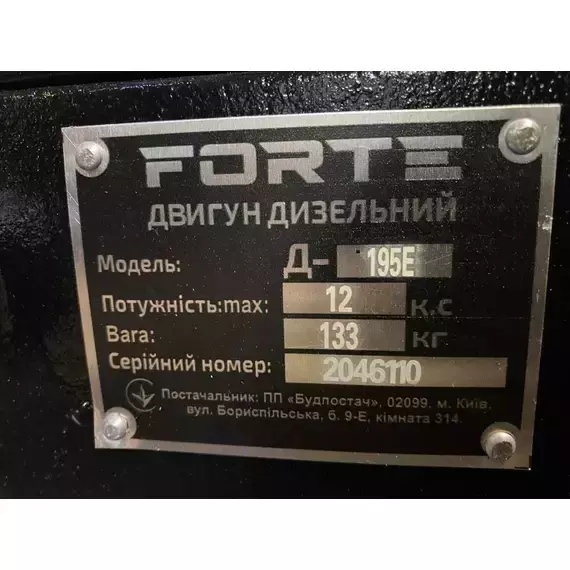 FORTE
ДВИГУН ДИЗЕЛЬНИЙ
Модель: Д- 195E
Потужність:max: 12 к.с
Вага: 133 кг
Серійний номер: 2046110
Постачальник: ПП «Будпостач», 02099. м. Київ.
вул. Бориспільська, б. 9-Е, кімната 314.